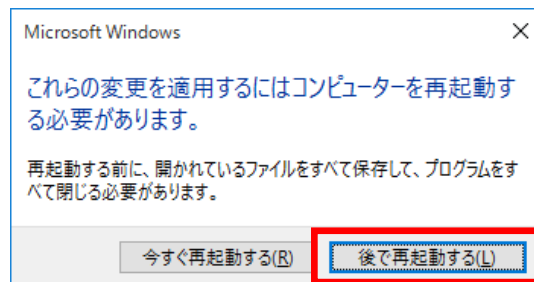 Microsoft Windows
これらの変更を適用するにはコンピューターを再起動す
る必要があります。
再起動する前に、開かれているファイルをすべて保存して、プログラムをす
べて閉じる必要があります。
今すぐ再起動する(R)
後で再起動する(L)